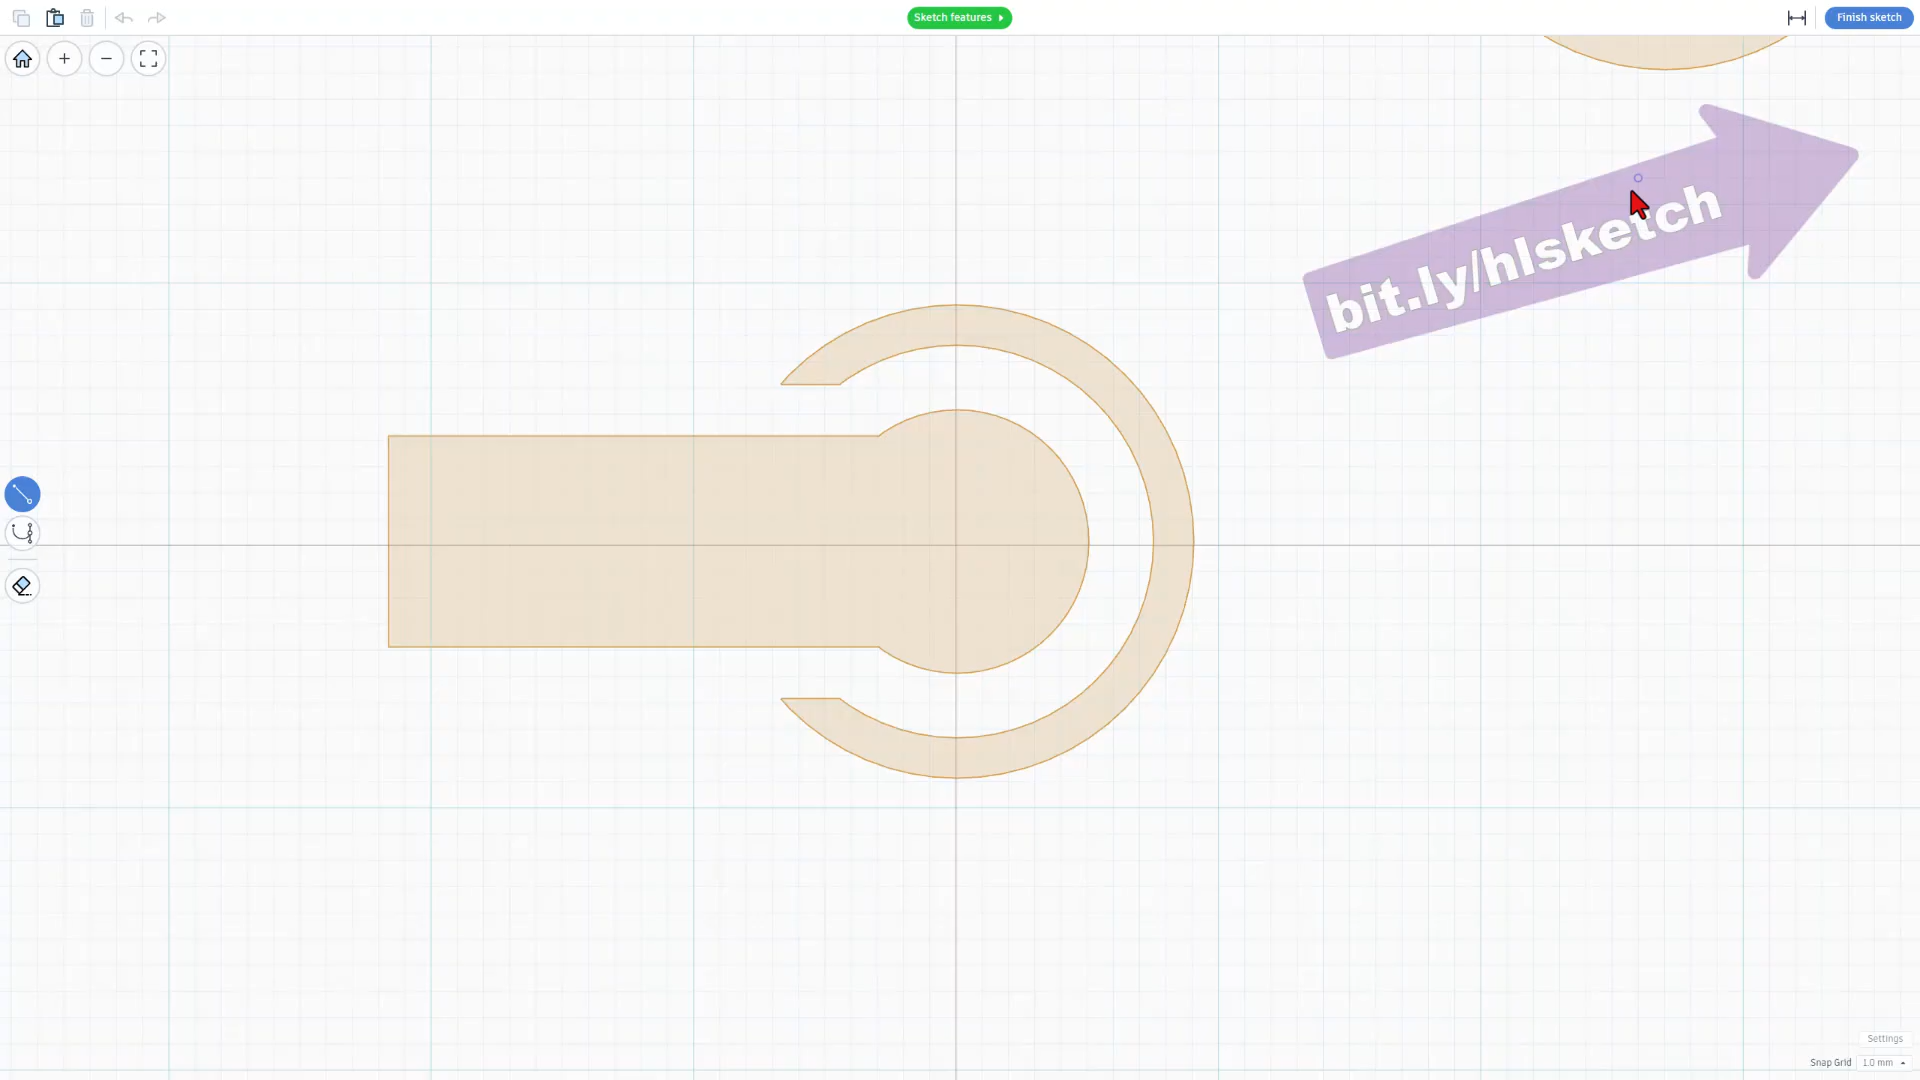 Sketch features
Finish sketch
bit.ly/hlsketch
Settings
Snap Grid 1.0 mm